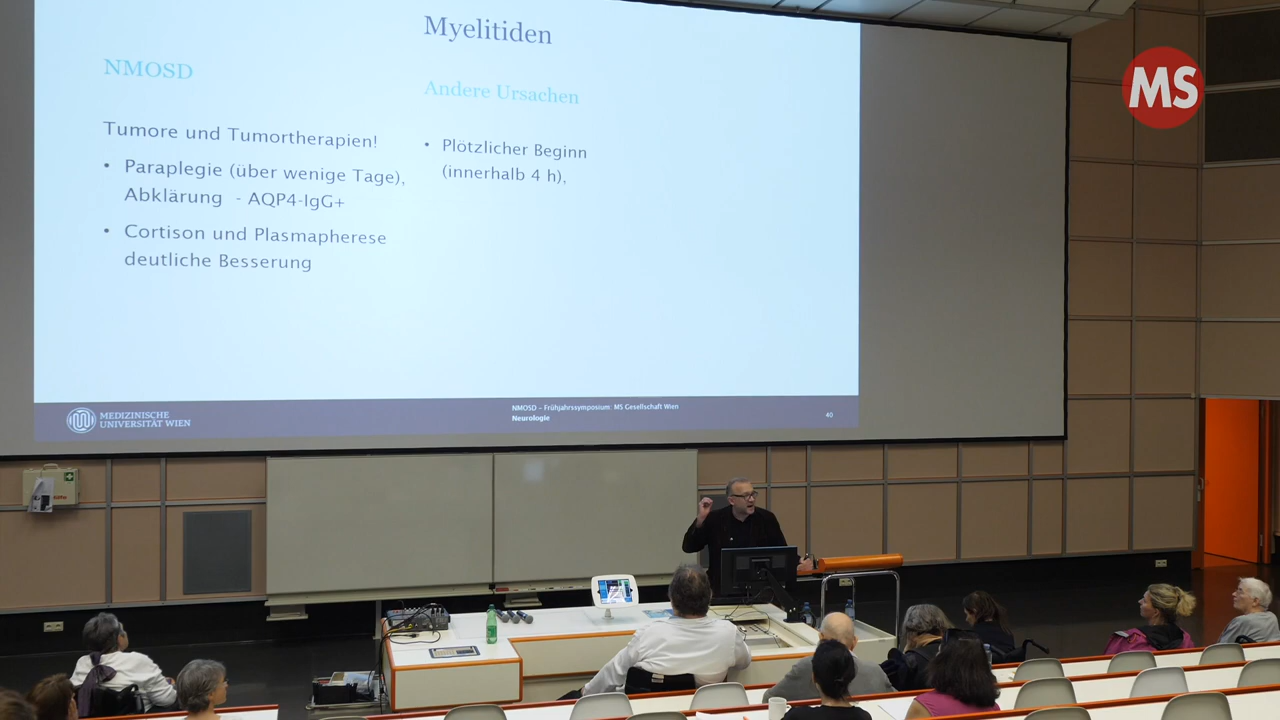 Myelitiden
NMOSD
Tumore und Tumortherapien!
• Paraplegie (über wenige Tage),
Abklärung - AQP4-IgG+
• Cortison und Plasmapherese
deutliche Besserung
Andere Ursachen
• Plötzlicher Beginn
(innerhalb 4 h),
MEDIZINISCHE
UNIVERSITÄT WIEN
NMOSD – Frühjahrssymposium: MS Gesellschaft Wien
Neurologie
40
MS